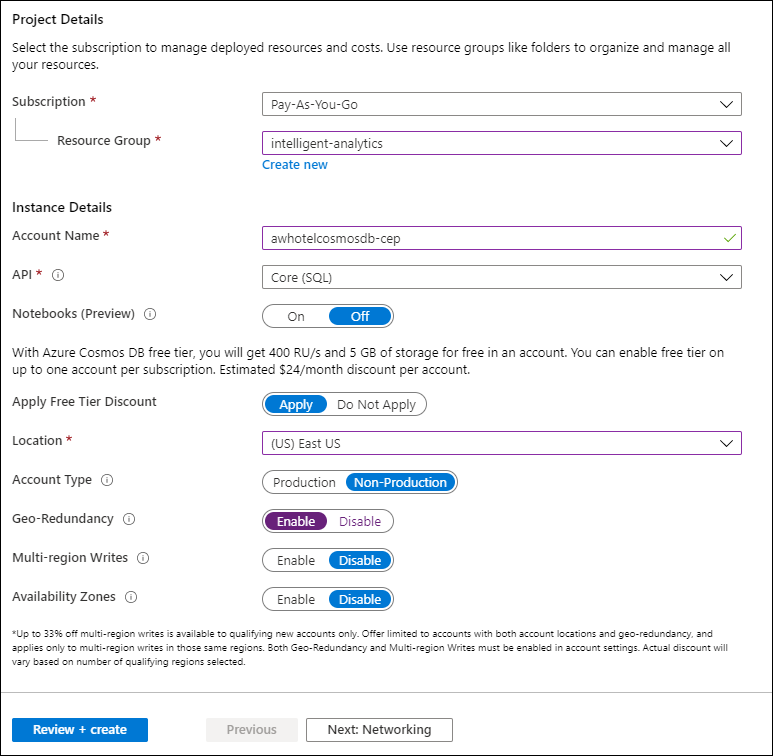 Project Details
Select the subscription to manage deployed resources and costs. Use resource groups like folders to organize and manage all
your resources.
Subscription *
Pay-As-You-Go
Resource Group *
intelligent-analytics
Create new
Instance Details
Account Name *
awhotelcosmosdb-cep
API *
Core (SQL)
Notebooks (Preview)
On Off
With Azure Cosmos DB free tier, you will get 400 RU/s and 5 GB of storage for free in an account. You can enable free tier on
up to one account per subscription. Estimated $24/month discount per account.
Apply Free Tier Discount
Apply Do Not Apply
Location *
(US) East US
Account Type
Production Non-Production
Geo-Redundancy
Enable Disable
Multi-region Writes
Enable Disable
Availability Zones
Enable Disable
*Up to 33% off multi-region writes is available to qualifying new accounts only. Offer limited to accounts with both account locations and geo-redundancy, and
applies only to multi-region writes in those same regions. Both Geo-Redundancy and Multi-region Writes must be enabled in account settings. Actual discount will
vary based on number of qualifying regions selected.
Review + create
Previous
Next: Networking